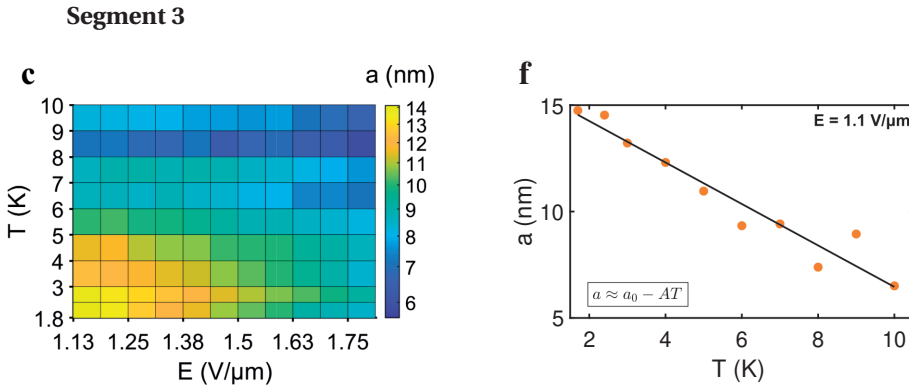 Segment 3
c
a (nm)
10
9
8
7
6
5
4
3
1.8
T (K)
1.13 1.25 1.38 1.5 1.63 1.75
E (V/μm)
14
13
12
11
10
9
8
7
6
f
15
10
5
a (nm)
E = 1.1 V/μm
a ≈ a₀ − AT
2 4 6 8 10
T (K)